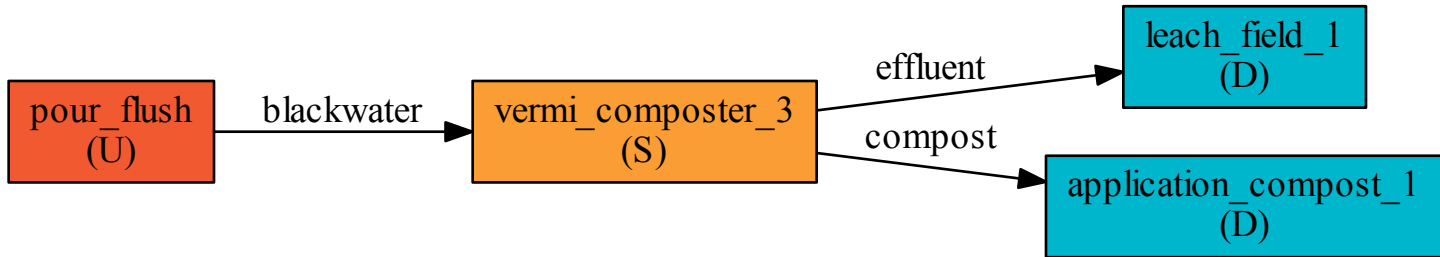 pour_flush
(U)
blackwater
vermi_composter_3
(S)
effluent
compost
leach_field_1
(D)
application_compost_1
(D)